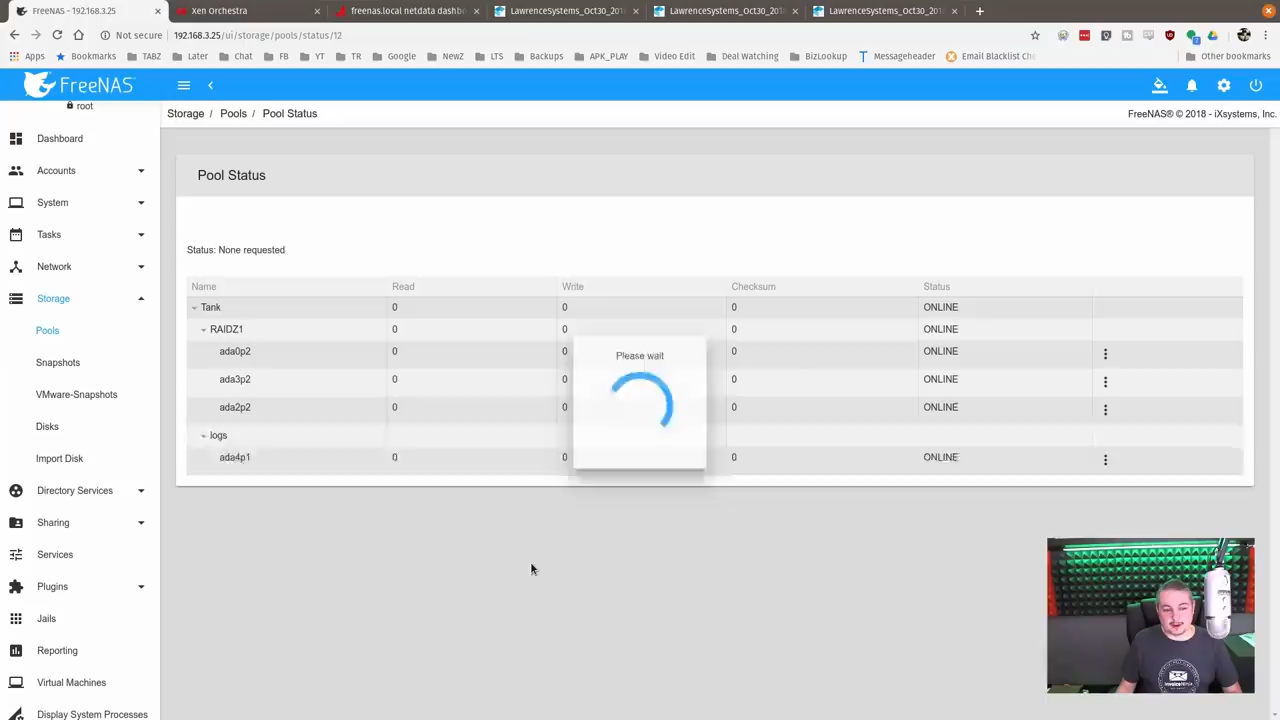 FreeNAS - 192.168.3.25
Xen Orchestra
freenas.local netdata dashb
LawrenceSystems_Oct30_201
LawrenceSystems_Oct30_201
LawrenceSystems_Oct30_201
Not secure | 192.168.3.25/ui/storage/pools/status/12
Apps Bookmarks TABZ Later Chat FB YT TR Google NewZ LTS Backups APK_PLAY Video Edit Deal Watching BizLookup Messageheader Email Blacklist Che Other bookmarks
FreeNAS
root
Storage / Pools / Pool Status
FreeNAS® © 2018 - iXsystems, Inc.
Dashboard
Accounts
System
Tasks
Network
Storage
Pools
Snapshots
VMware-Snapshots
Disks
Import Disk
Directory Services
Sharing
Services
Plugins
Jails
Reporting
Virtual Machines
Display System Processes
Pool Status
Status: None requested
Name Read Write Checksum Status
Tank 0 0 0 ONLINE
RAIDZ1 0 0 0 ONLINE
ada0p2 0 0 0 ONLINE
ada3p2 0 0 0 ONLINE
ada2p2 0 0 0 ONLINE
logs
ada4p1 0 0 0 ONLINE
Please wait